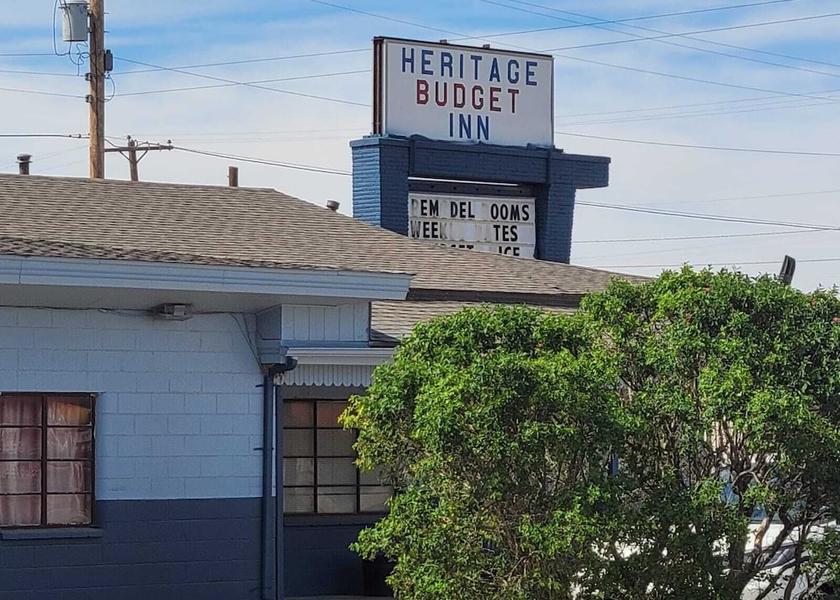 HERITAGE
BUDGET
INN
REM DEL OOMS
WEEK TES